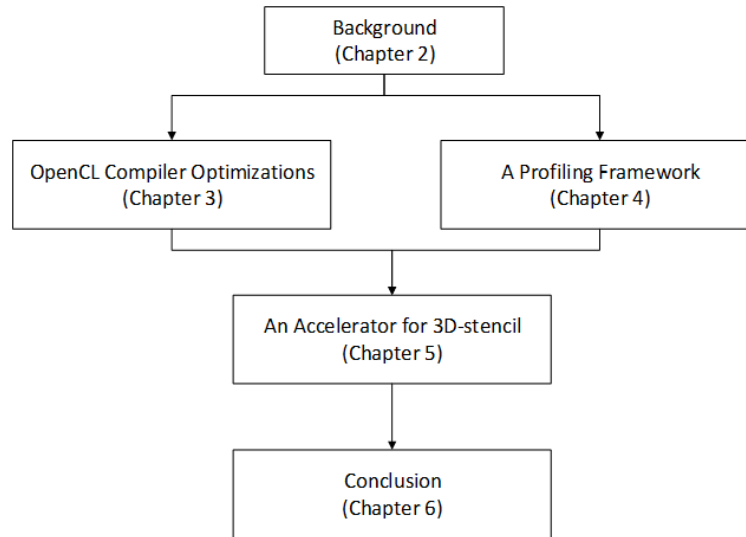 Background
(Chapter 2)
OpenCL Compiler Optimizations
(Chapter 3)
A Profiling Framework
(Chapter 4)
An Accelerator for 3D-stencil
(Chapter 5)
Conclusion
(Chapter 6)